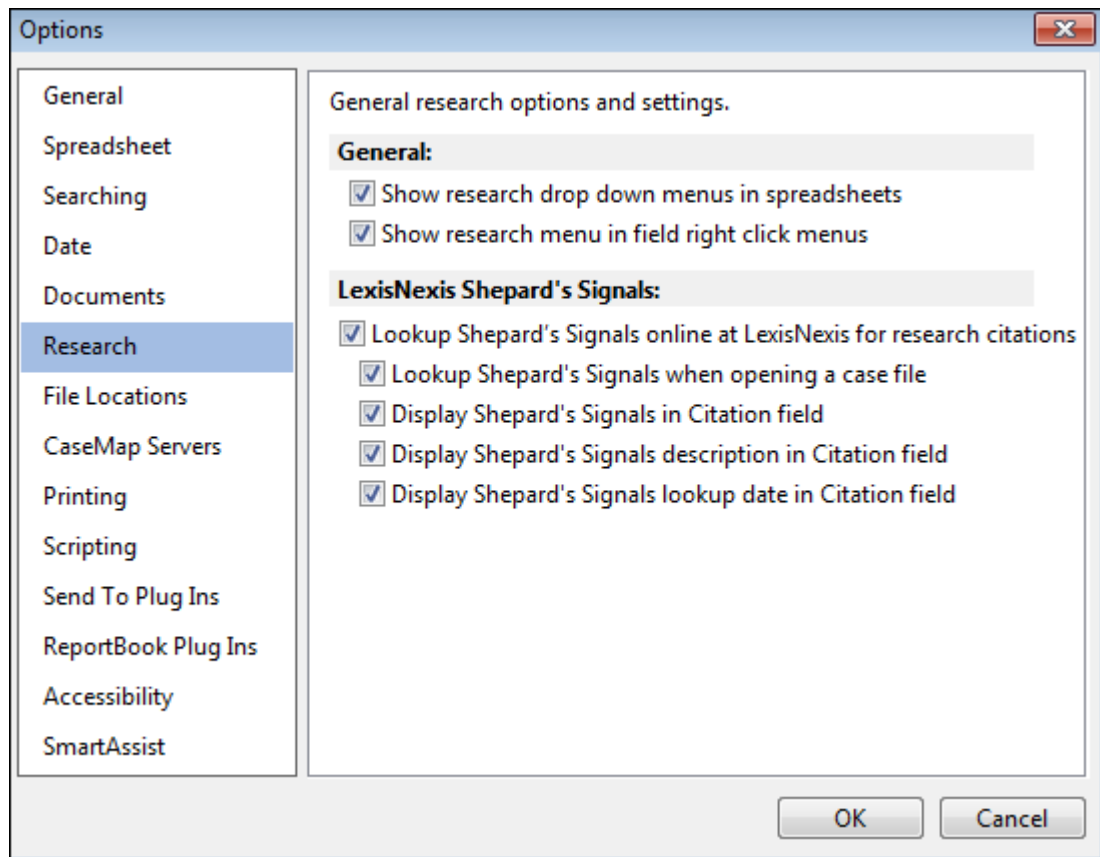 Options
General
Spreadsheet
Searching
Date
Documents
Research
File Locations
CaseMap Servers
Printing
Scripting
Send To Plug Ins
ReportBook Plug Ins
Accessibility
SmartAssist
General research options and settings.
General:
Show research drop down menus in spreadsheets
Show research menu in field right click menus
LexisNexis Shepard's Signals:
Lookup Shepard's Signals online at LexisNexis for research citations
Lookup Shepard's Signals when opening a case file
Display Shepard's Signals in Citation field
Display Shepard's Signals description in Citation field
Display Shepard's Signals lookup date in Citation field
OK
Cancel